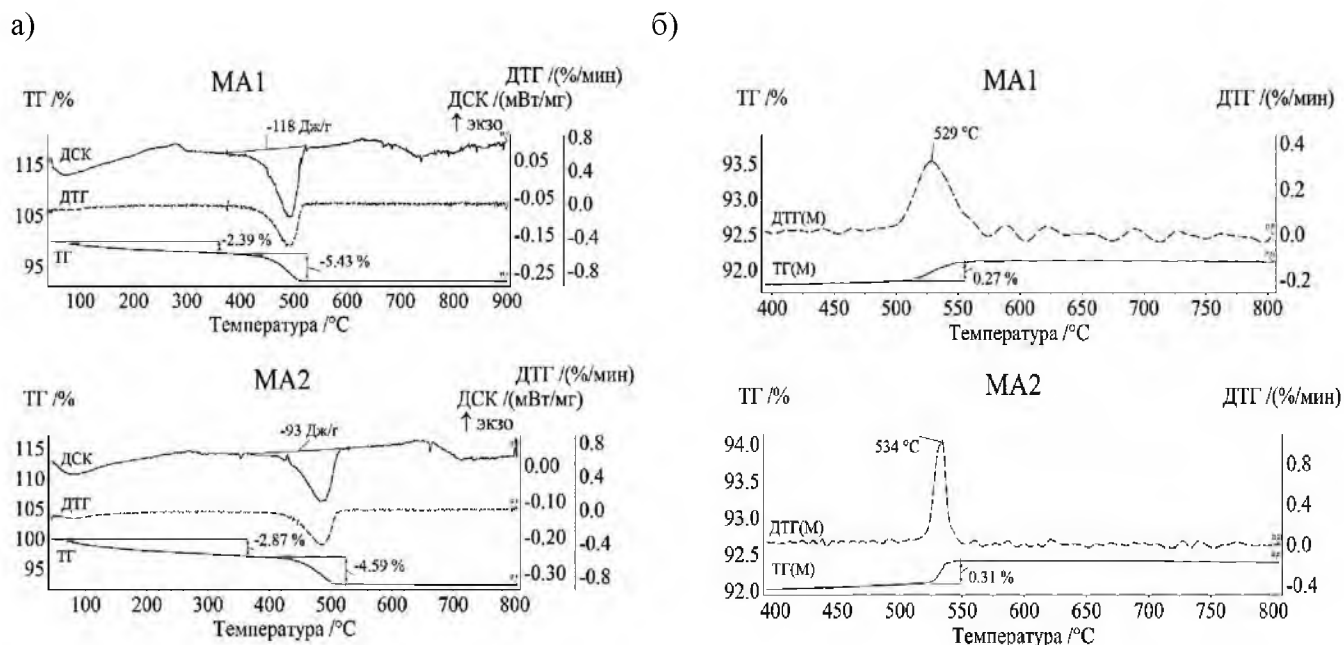 а)
МА1
ТГ /%
ДТГ /(%/мин)
ДСК /(мВт/мг)
↑ экзо
-118 Дж/г
ДСК
ДТГ
ТГ
-2.39 %
-5.43 %
115
105
95
0.05
-0.05
-0.15
-0.25
0.8
0.4
0.0
-0.4
-0.8
100 200 300 400 500 600 700 800 900
Температура /°C
МА2
ТГ /%
ДТГ /(%/мин)
ДСК /(мВт/мг)
↑ экзо
-93 Дж/г
ДСК
ДТГ
ТГ
-2.87 %
-4.59 %
115
110
105
100
95
0.00
-0.10
-0.20
-0.30
0.8
0.4
0.0
-0.4
-0.8
100 200 300 400 500 600 700 800
Температура /°C
б)
МА1
ТГ /%
ДТГ /(%/мин)
529 °C
ДТГ(М)
ТГ(М)
0.27 %
93.5
93.0
92.5
92.0
0.4
0.2
0.0
-0.2
400 450 500 550 600 650 700 750 800
Температура /°C
МА2
ТГ /%
ДТГ /(%/мин)
534 °C
ДТГ(М)
ТГ(М)
0.31 %
94.0
93.5
93.0
92.5
92.0
0.8
0.4
0.0
-0.4
400 450 500 550 600 650 700 750 800
Температура /°C